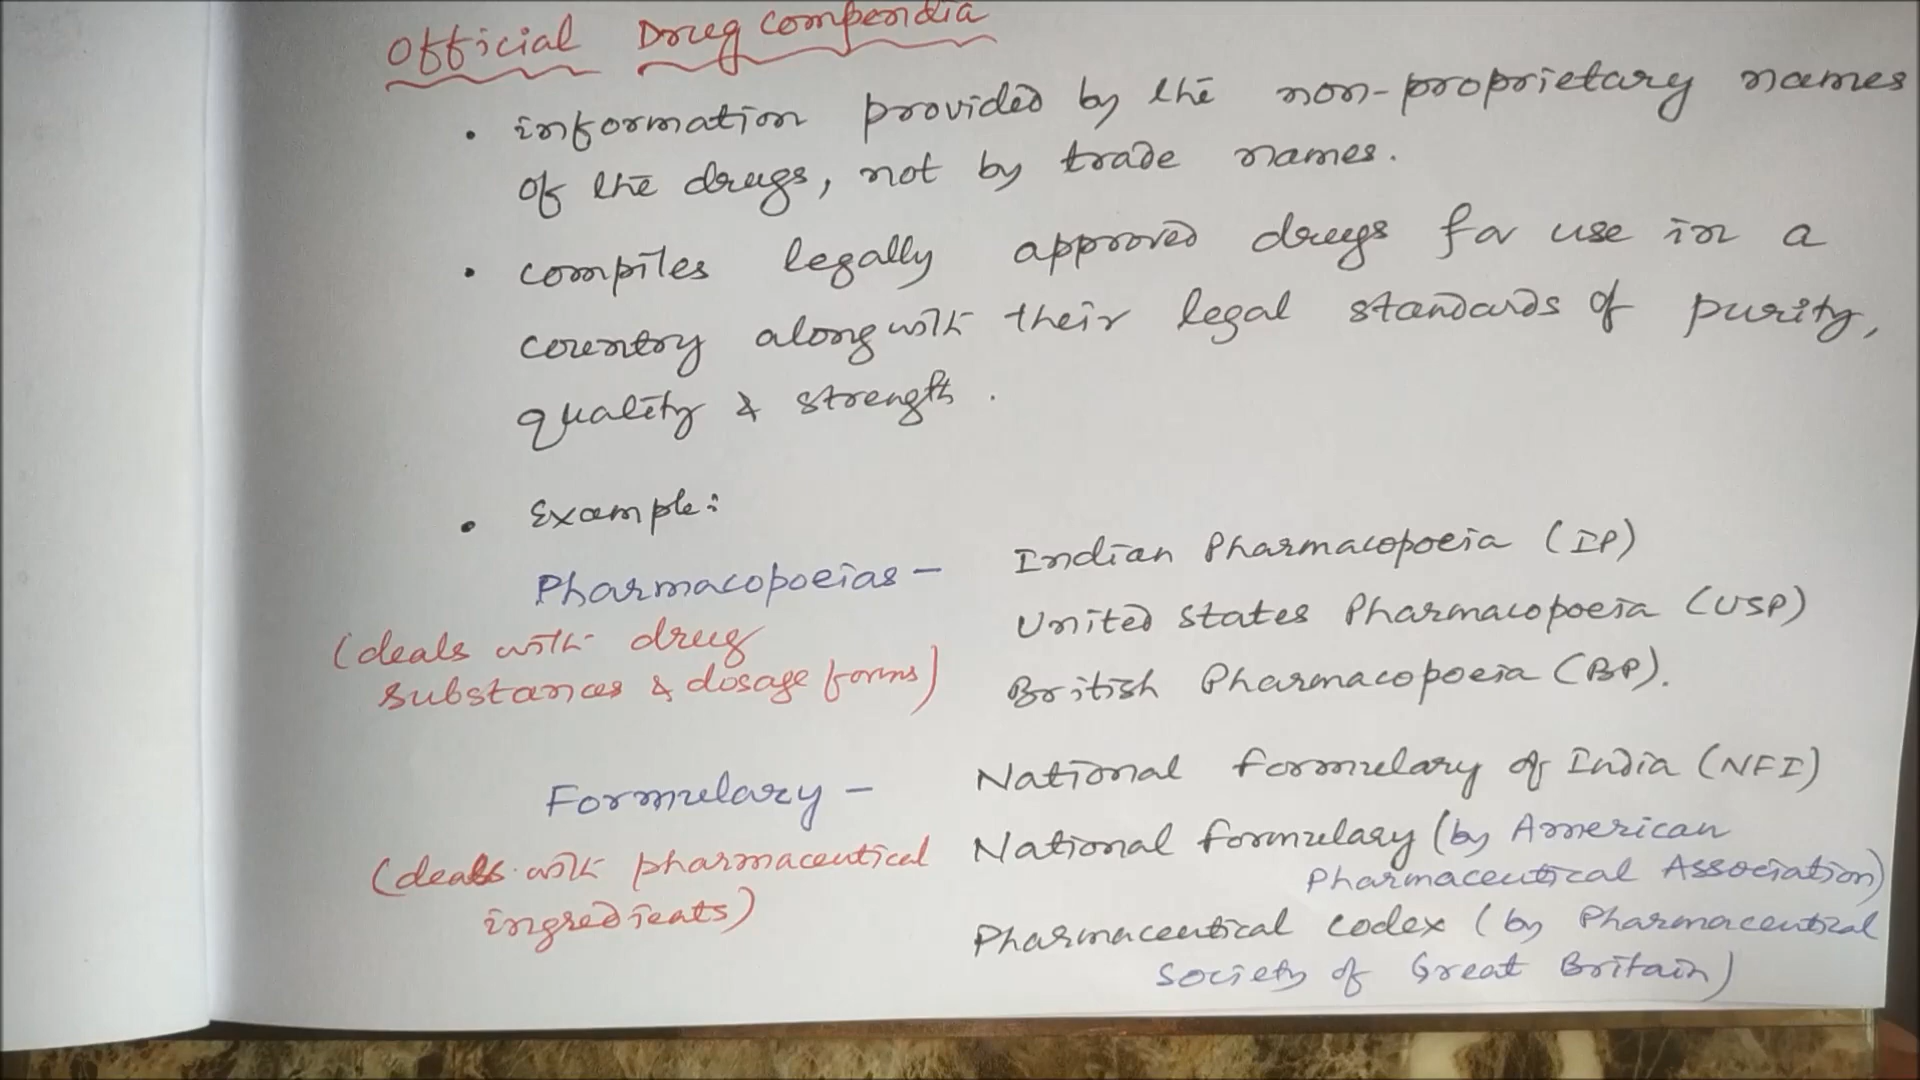 Official Drug Compendia
• information provided by the non-proprietary names
of the drugs, not by trade names.
• compiles legally approved drugs for use in a
country along with their legal standards of purity,
quality & strength.
• Example:
Pharmacopoeias - Indian Pharmacopoeia (IP)
(deals with drug United States Pharmacopoeia (USP)
substances & dosage forms) British Pharmacopoeia (BP).
Formulary - National Formulary of India (NFI)
(deals with pharmaceutical National Formulary (by American
Pharmaceutical Association)
ingredients) Pharmaceutical Codex (by Pharmaceutical
Society of Great Britain)